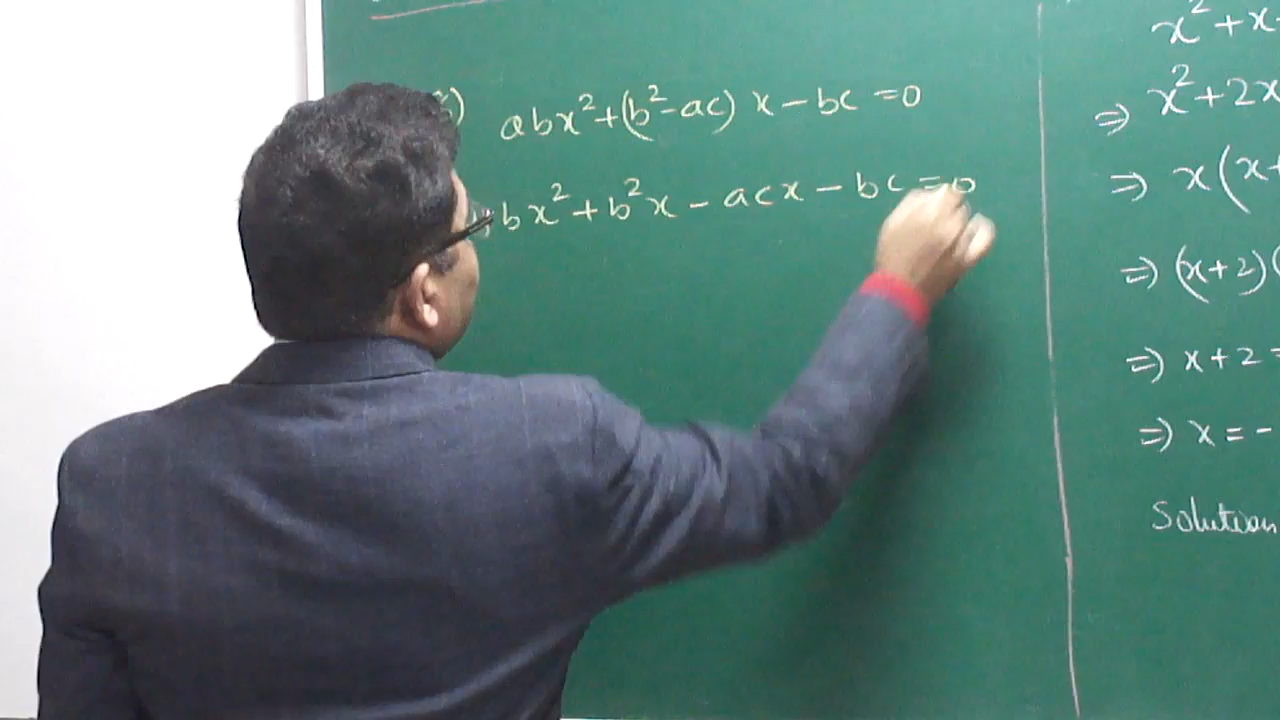 abx²+(b²-ac) x-bc=0
bx²+b²x-acx-bc=0
x²+x
⇒ x²+2x
⇒ x(x+
⇒ (x+2)(
⇒ x+2=
⇒ x=-
Solution